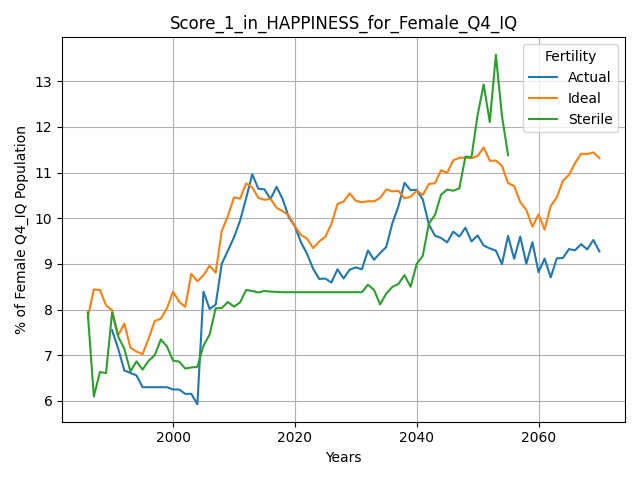 Score_1_in_HAPPINESS_for_Female_Q4_IQ
% of Female Q4_IQ Population
13
12
11
10
9
8
7
6
2000
2020
2040
2060
Years
Fertility
Actual
Ideal
Sterile